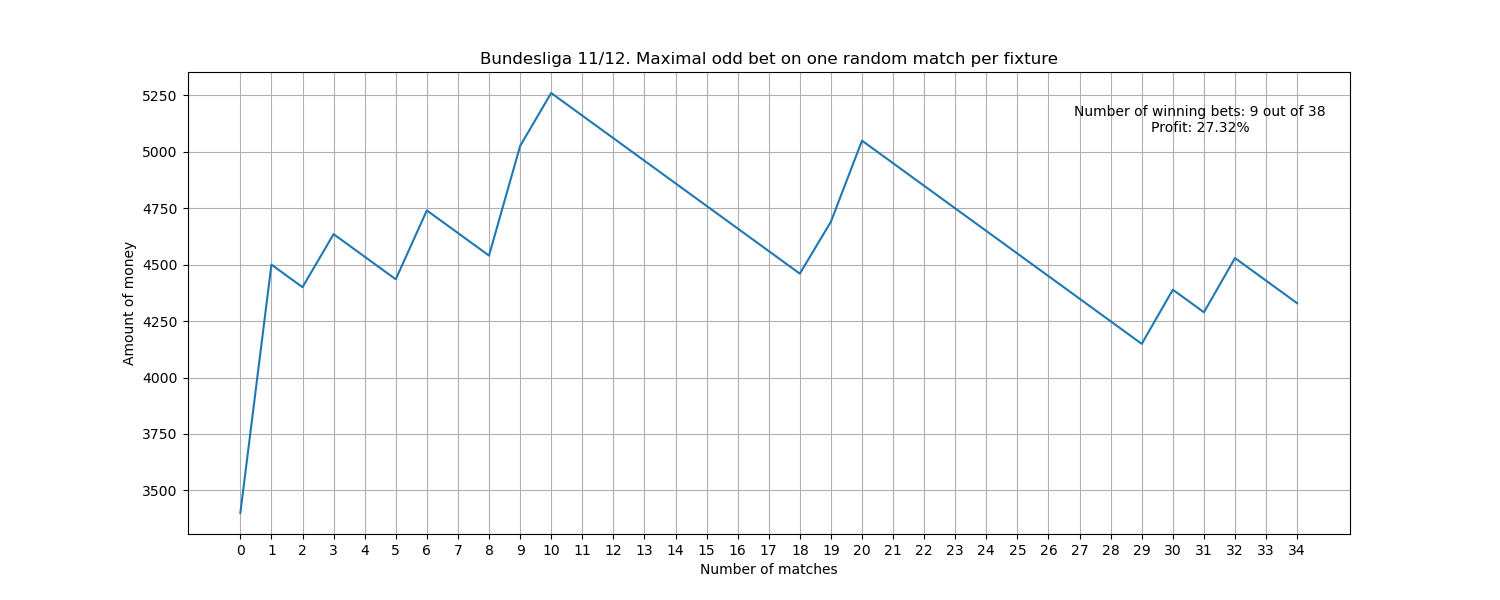 Bundesliga 11/12. Maximal odd bet on one random match per fixture
Number of winning bets: 9 out of 38
Profit: 27.32%
Amount of money
5250
5000
4750
4500
4250
4000
3750
3500
0 1 2 3 4 5 6 7 8 9 10 11 12 13 14 15 16 17 18 19 20 21 22 23 24 25 26 27 28 29 30 31 32 33 34
Number of matches